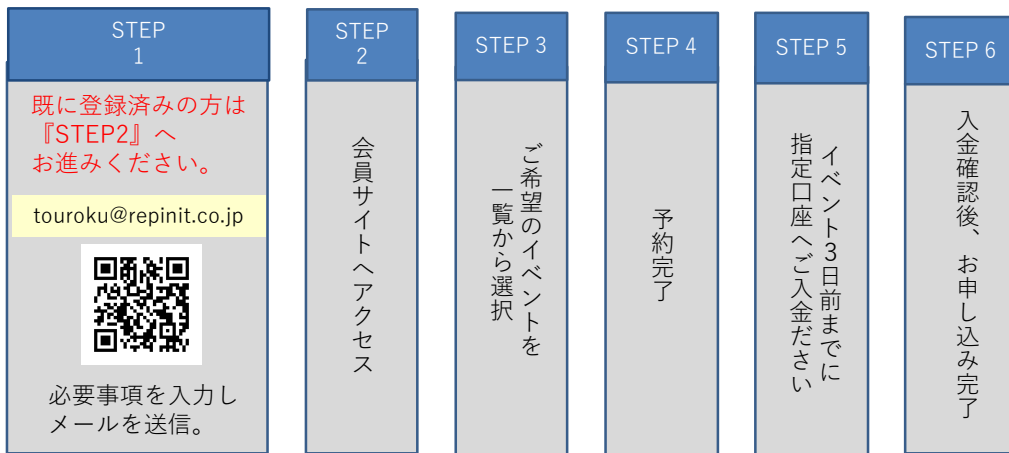 STEP
1
既に登録済みの方は
『STEP2』へ
お進みください。
touroku@repinit.co.jp
必要事項を入力し
メールを送信。
STEP
2
会員サイトへアクセス
STEP 3
ご希望のイベントを
一覧から選択
STEP 4
予約完了
STEP 5
イベント3日前までに
指定口座へご入金ださい
STEP 6
入金確認後、お申し込み完了